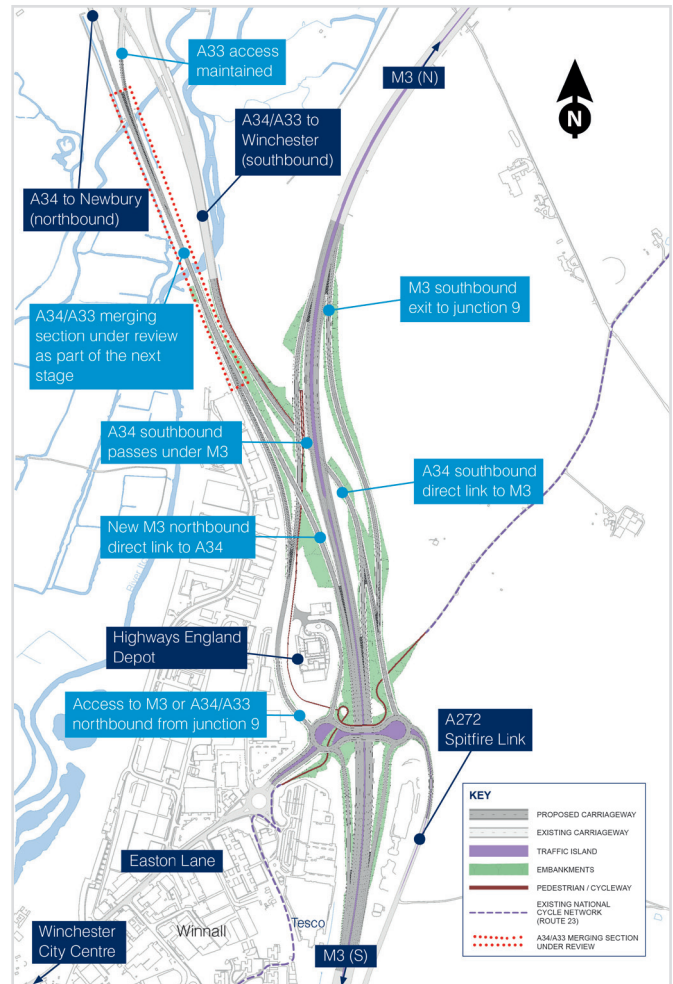 A33 access
maintained
M3 (N)
N
A34/A33 to
Winchester
(southbound)
A34 to Newbury
(northbound)
M3 southbound
exit to junction 9
A34/A33 merging
section under review
as part of the next
stage
A34 southbound
passes under M3
A34 southbound
direct link to M3
New M3 northbound
direct link to A34
Highways England
Depot
Access to M3 or A34/A33
northbound from junction 9
A272
Spitfire Link
KEY
PROPOSED CARRIAGEWAY
EXISTING CARRIAGEWAY
TRAFFIC ISLAND
EMBANKMENTS
PEDESTRIAN / CYCLEWAY
EXISTING NATIONAL
CYCLE NETWORK
(ROUTE 23)
A34/A33 MERGING SECTION
UNDER REVIEW
Easton Lane
Tesco
Winnall
Winchester
City Centre
M3 (S)